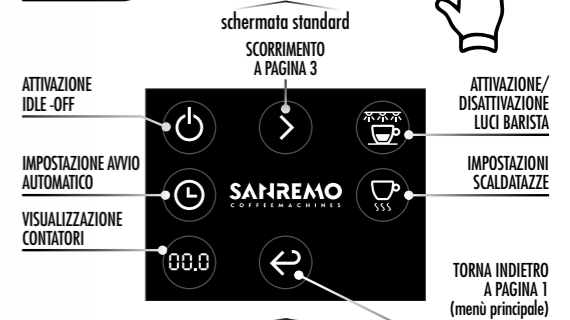 schermata standard
SCORRIMENTO
A PAGINA 3
ATTIVAZIONE
IDLE -OFF
ATTIVAZIONE/
DISATTIVAZIONE
LUCI BARISTA
IMPOSTAZIONE AVVIO
AUTOMATICO
SANREMO
COFFEEMACHINES
IMPOSTAZIONI
SCALDATAZZE
VISUALIZZAZIONE
CONTATORI
00.0
TORNA INDIETRO
A PAGINA 1
(menù principale)